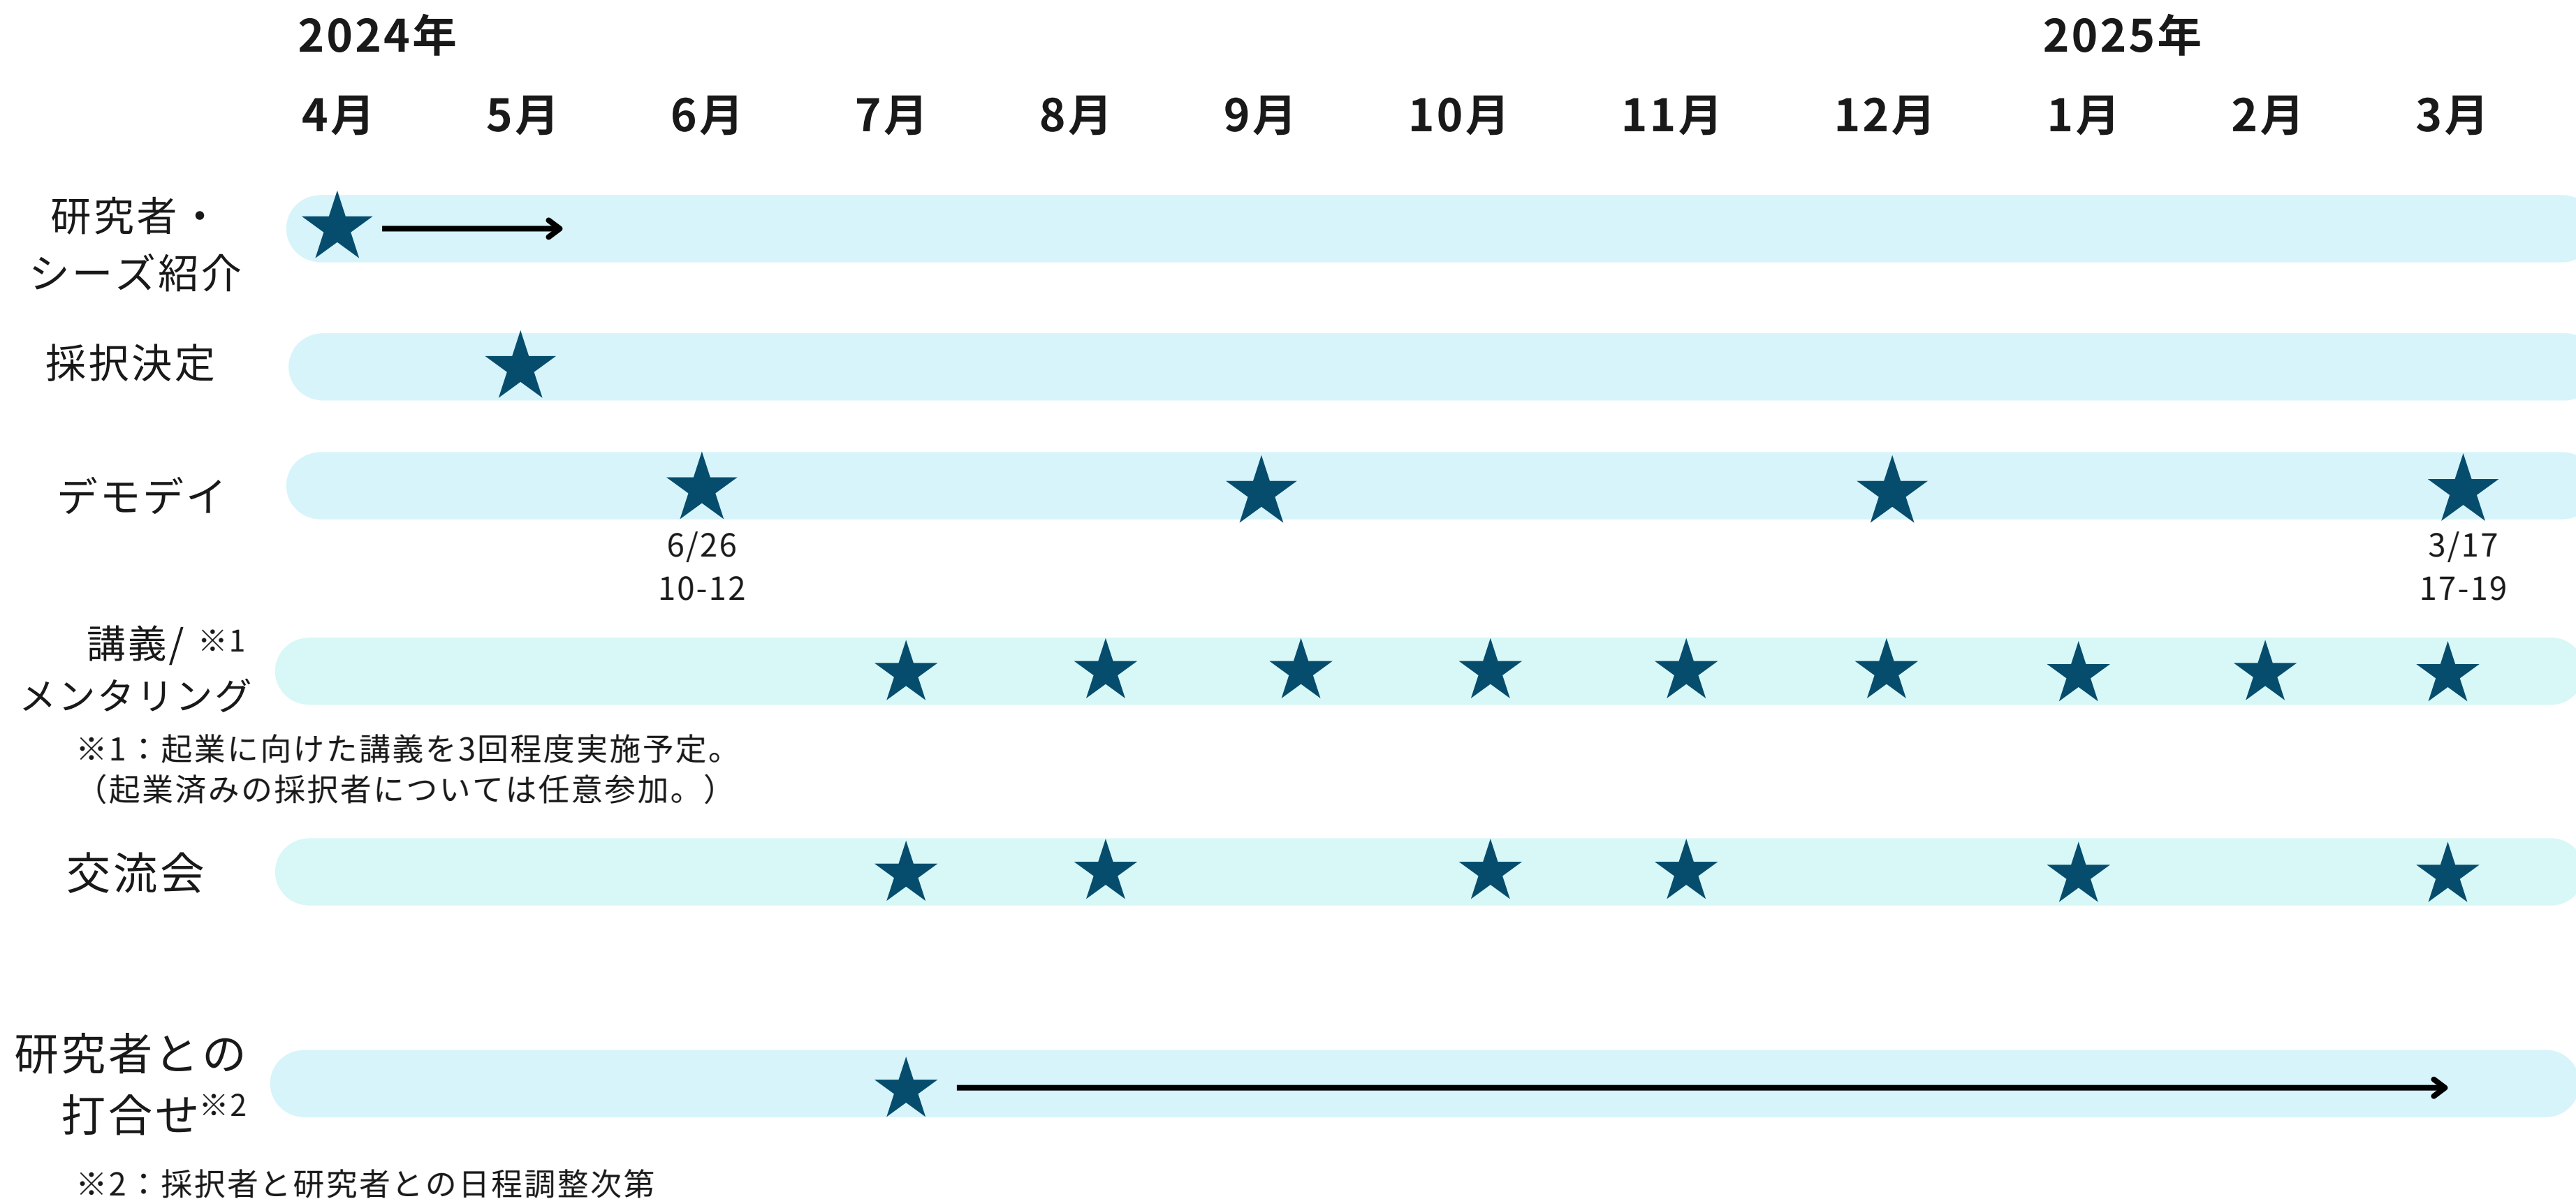 2024年 2025年
4月 5月 6月 7月 8月 9月 10月 11月 12月 1月 2月 3月
研究者・
シーズ紹介
採択決定
デモデイ
6/26 3/17
10-12 17-19
講義/ ※1
メンタリング
※1：起業に向けた講義を3回程度実施予定。
（起業済みの採択者については任意参加。）
交流会
研究者との
打合せ※2
※2：採択者と研究者との日程調整次第